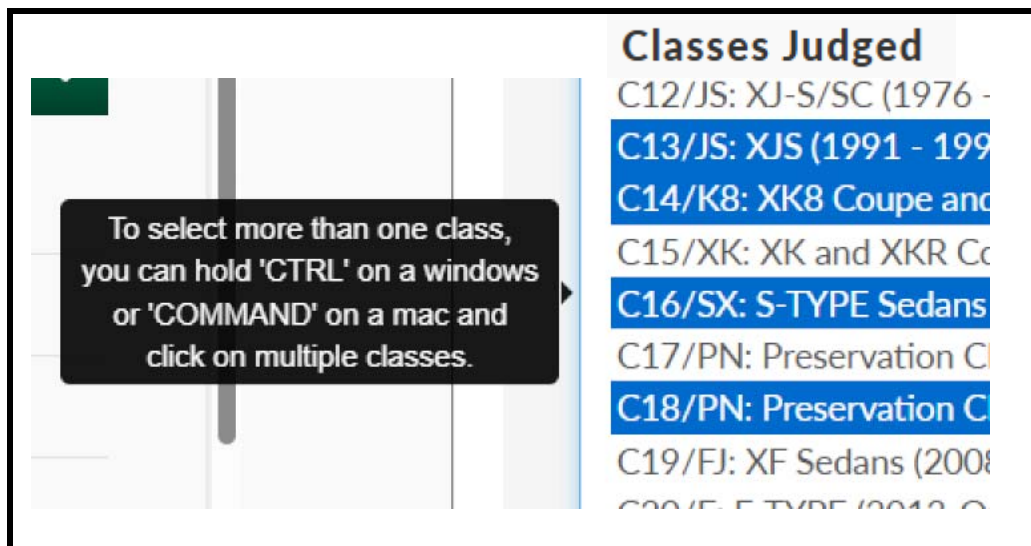 Classes Judged
C12/JS: XJ-S/SC (1976 -
C13/JS: XJS (1991 - 199
C14/K8: XK8 Coupe and
C15/XK: XK and XKR Co
C16/SX: S-TYPE Sedans
C17/PN: Preservation Cl
C18/PN: Preservation Cl
C19/FJ: XF Sedans (2008
To select more than one class,
you can hold 'CTRL' on a windows
or 'COMMAND' on a mac and
click on multiple classes.